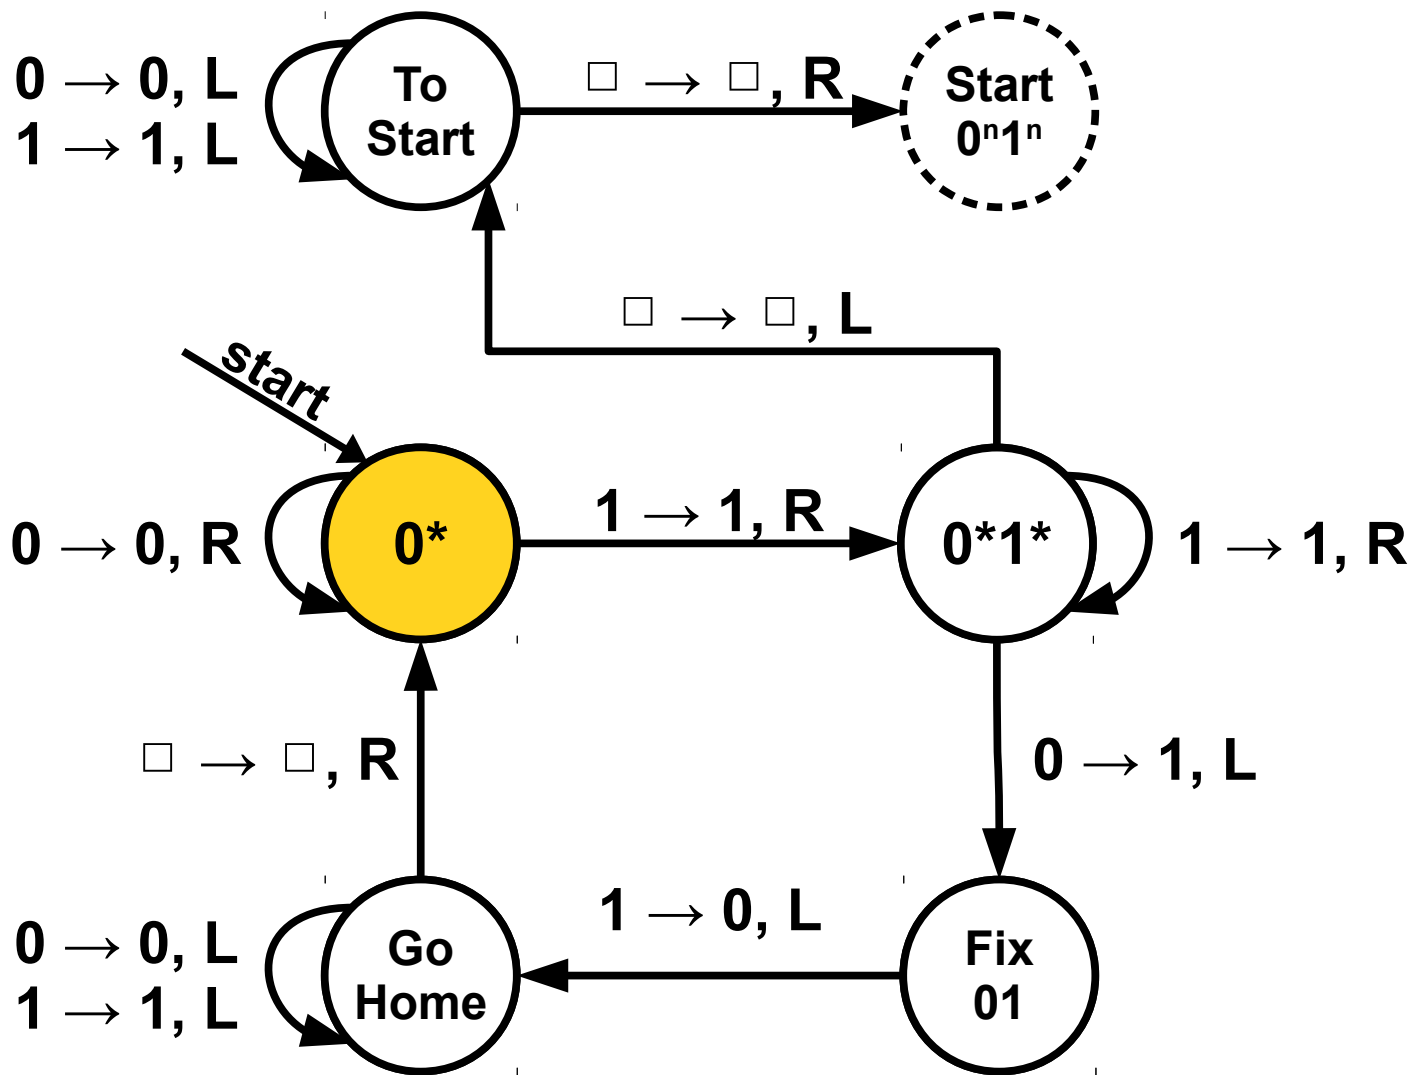 0 → 0, L
1 → 1, L
To
Start
□ → □, R
Start
0ⁿ1ⁿ
□ → □, L
start
0 → 0, R
0*
1 → 1, R
0*1*
1 → 1, R
□ → □, R
0 → 1, L
0 → 0, L
1 → 1, L
Go
Home
1 → 0, L
Fix
01